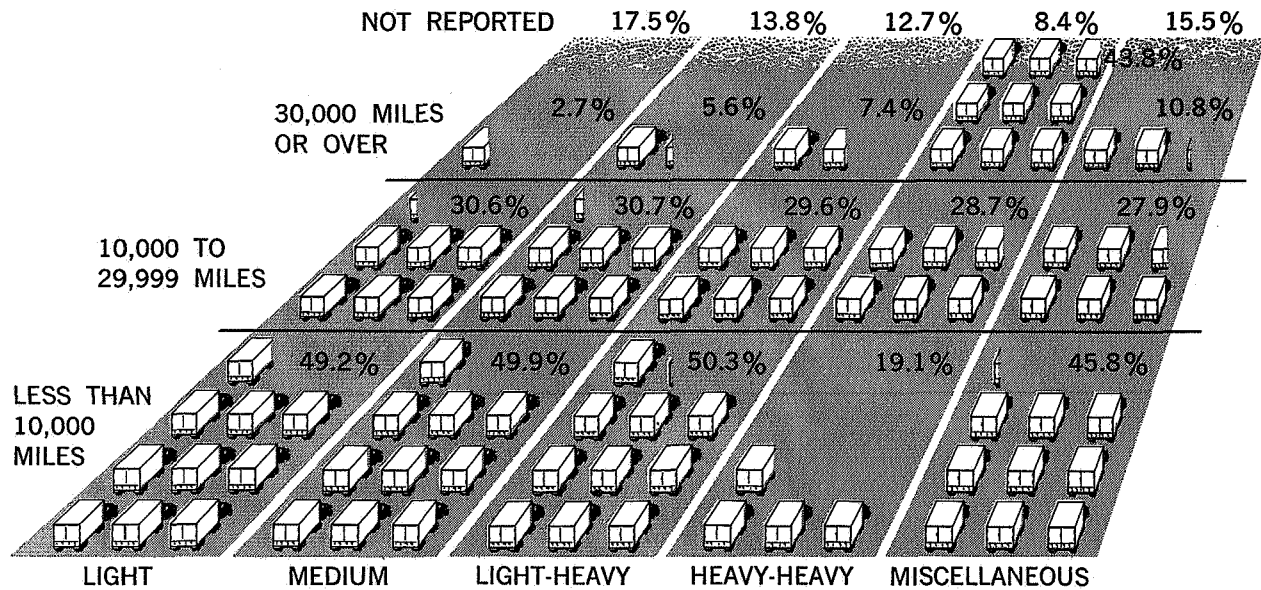 NOT REPORTED 17.5% 13.8% 12.7% 8.4% 15.5%
43.8%
30,000 MILES 2.7% 5.6% 7.4% 10.8%
OR OVER
30.6% 30.7% 29.6% 28.7% 27.9%
10,000 TO
29,999 MILES
49.2% 49.9% 50.3% 19.1% 45.8%
LESS THAN
10,000
MILES
LIGHT MEDIUM LIGHT-HEAVY HEAVY-HEAVY MISCELLANEOUS